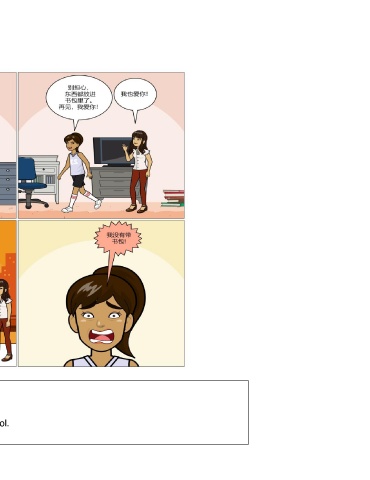 别担心,
东西都放进
书包里了。
再见, 我爱你!
我也爱你!
我没有带
书包!
ol.